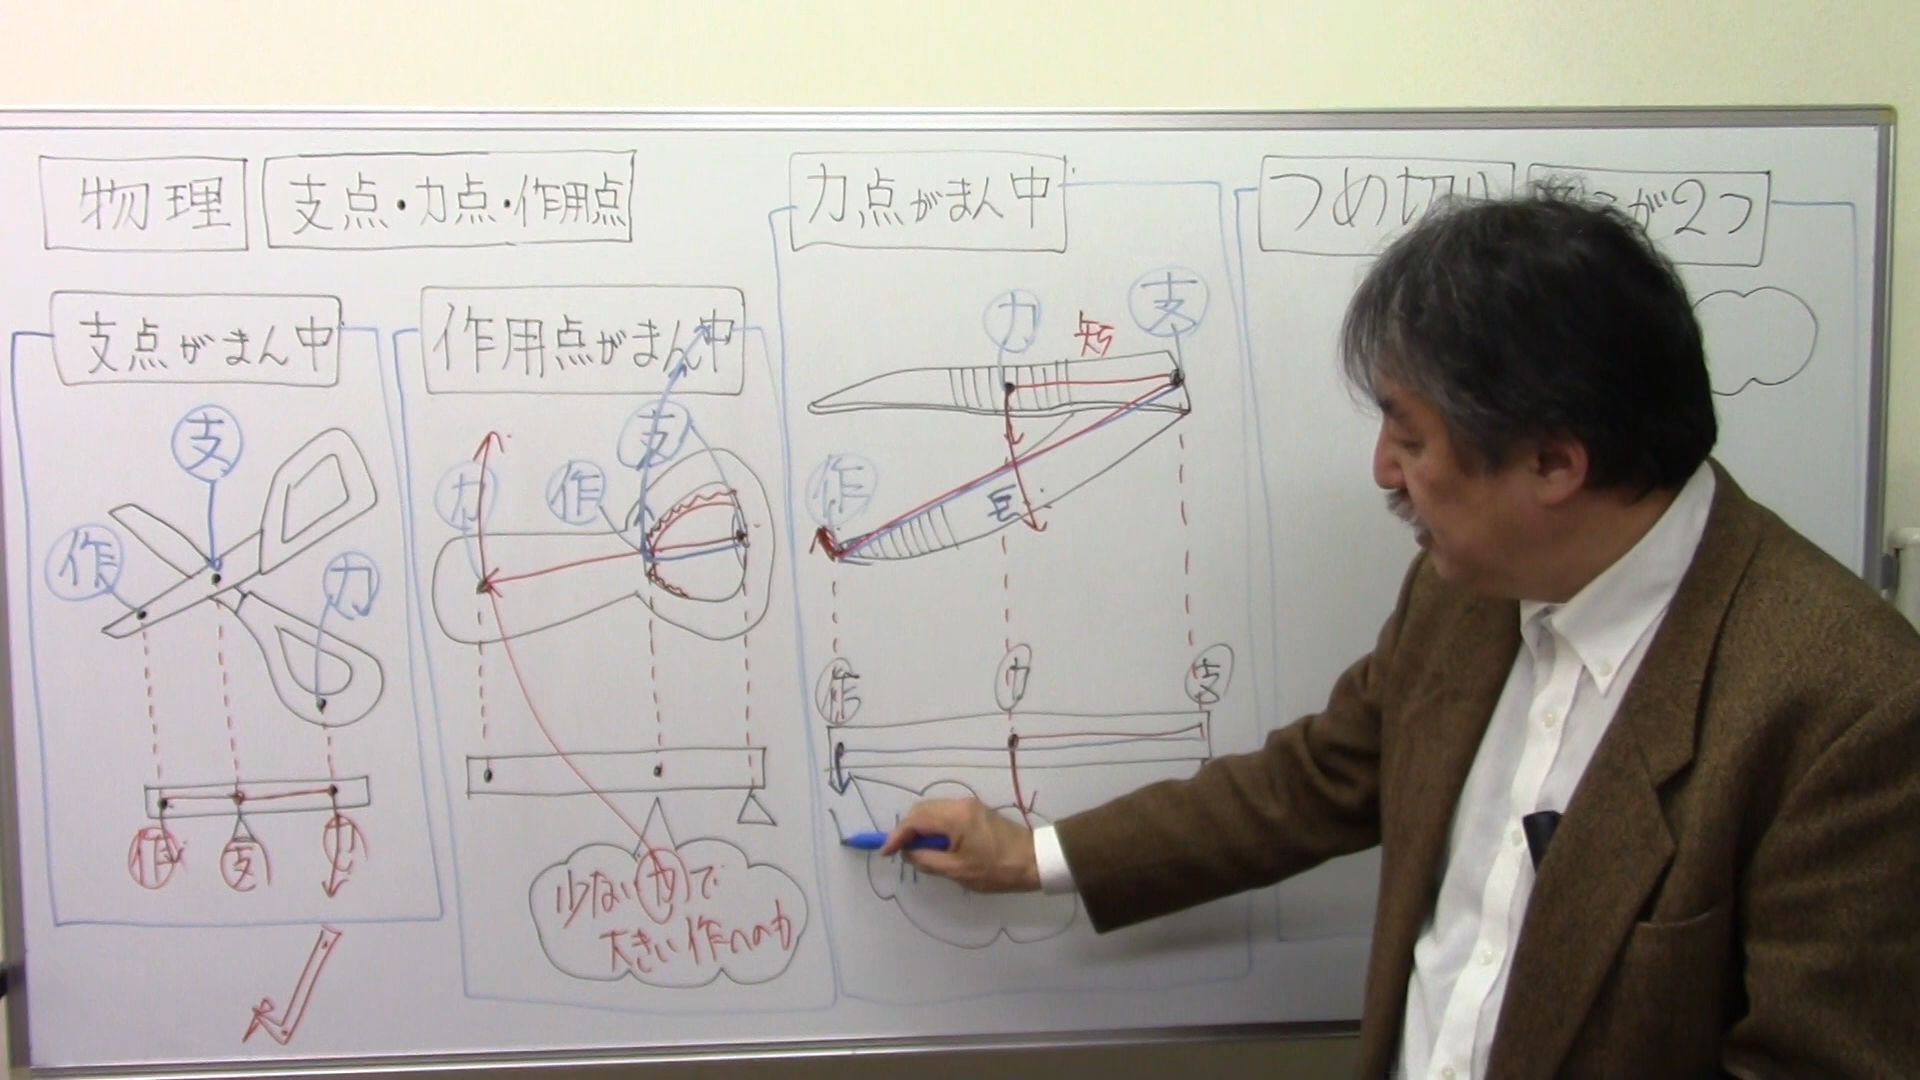 物理
支点・力点・作用点
支点がまん中
支
作
力
作
支
力
作用点がまん中
力
作
支
少ない力で
大きい作への力
力点がまん中
力
短
支
作
長
作
力
支
つめ切り
が2つ